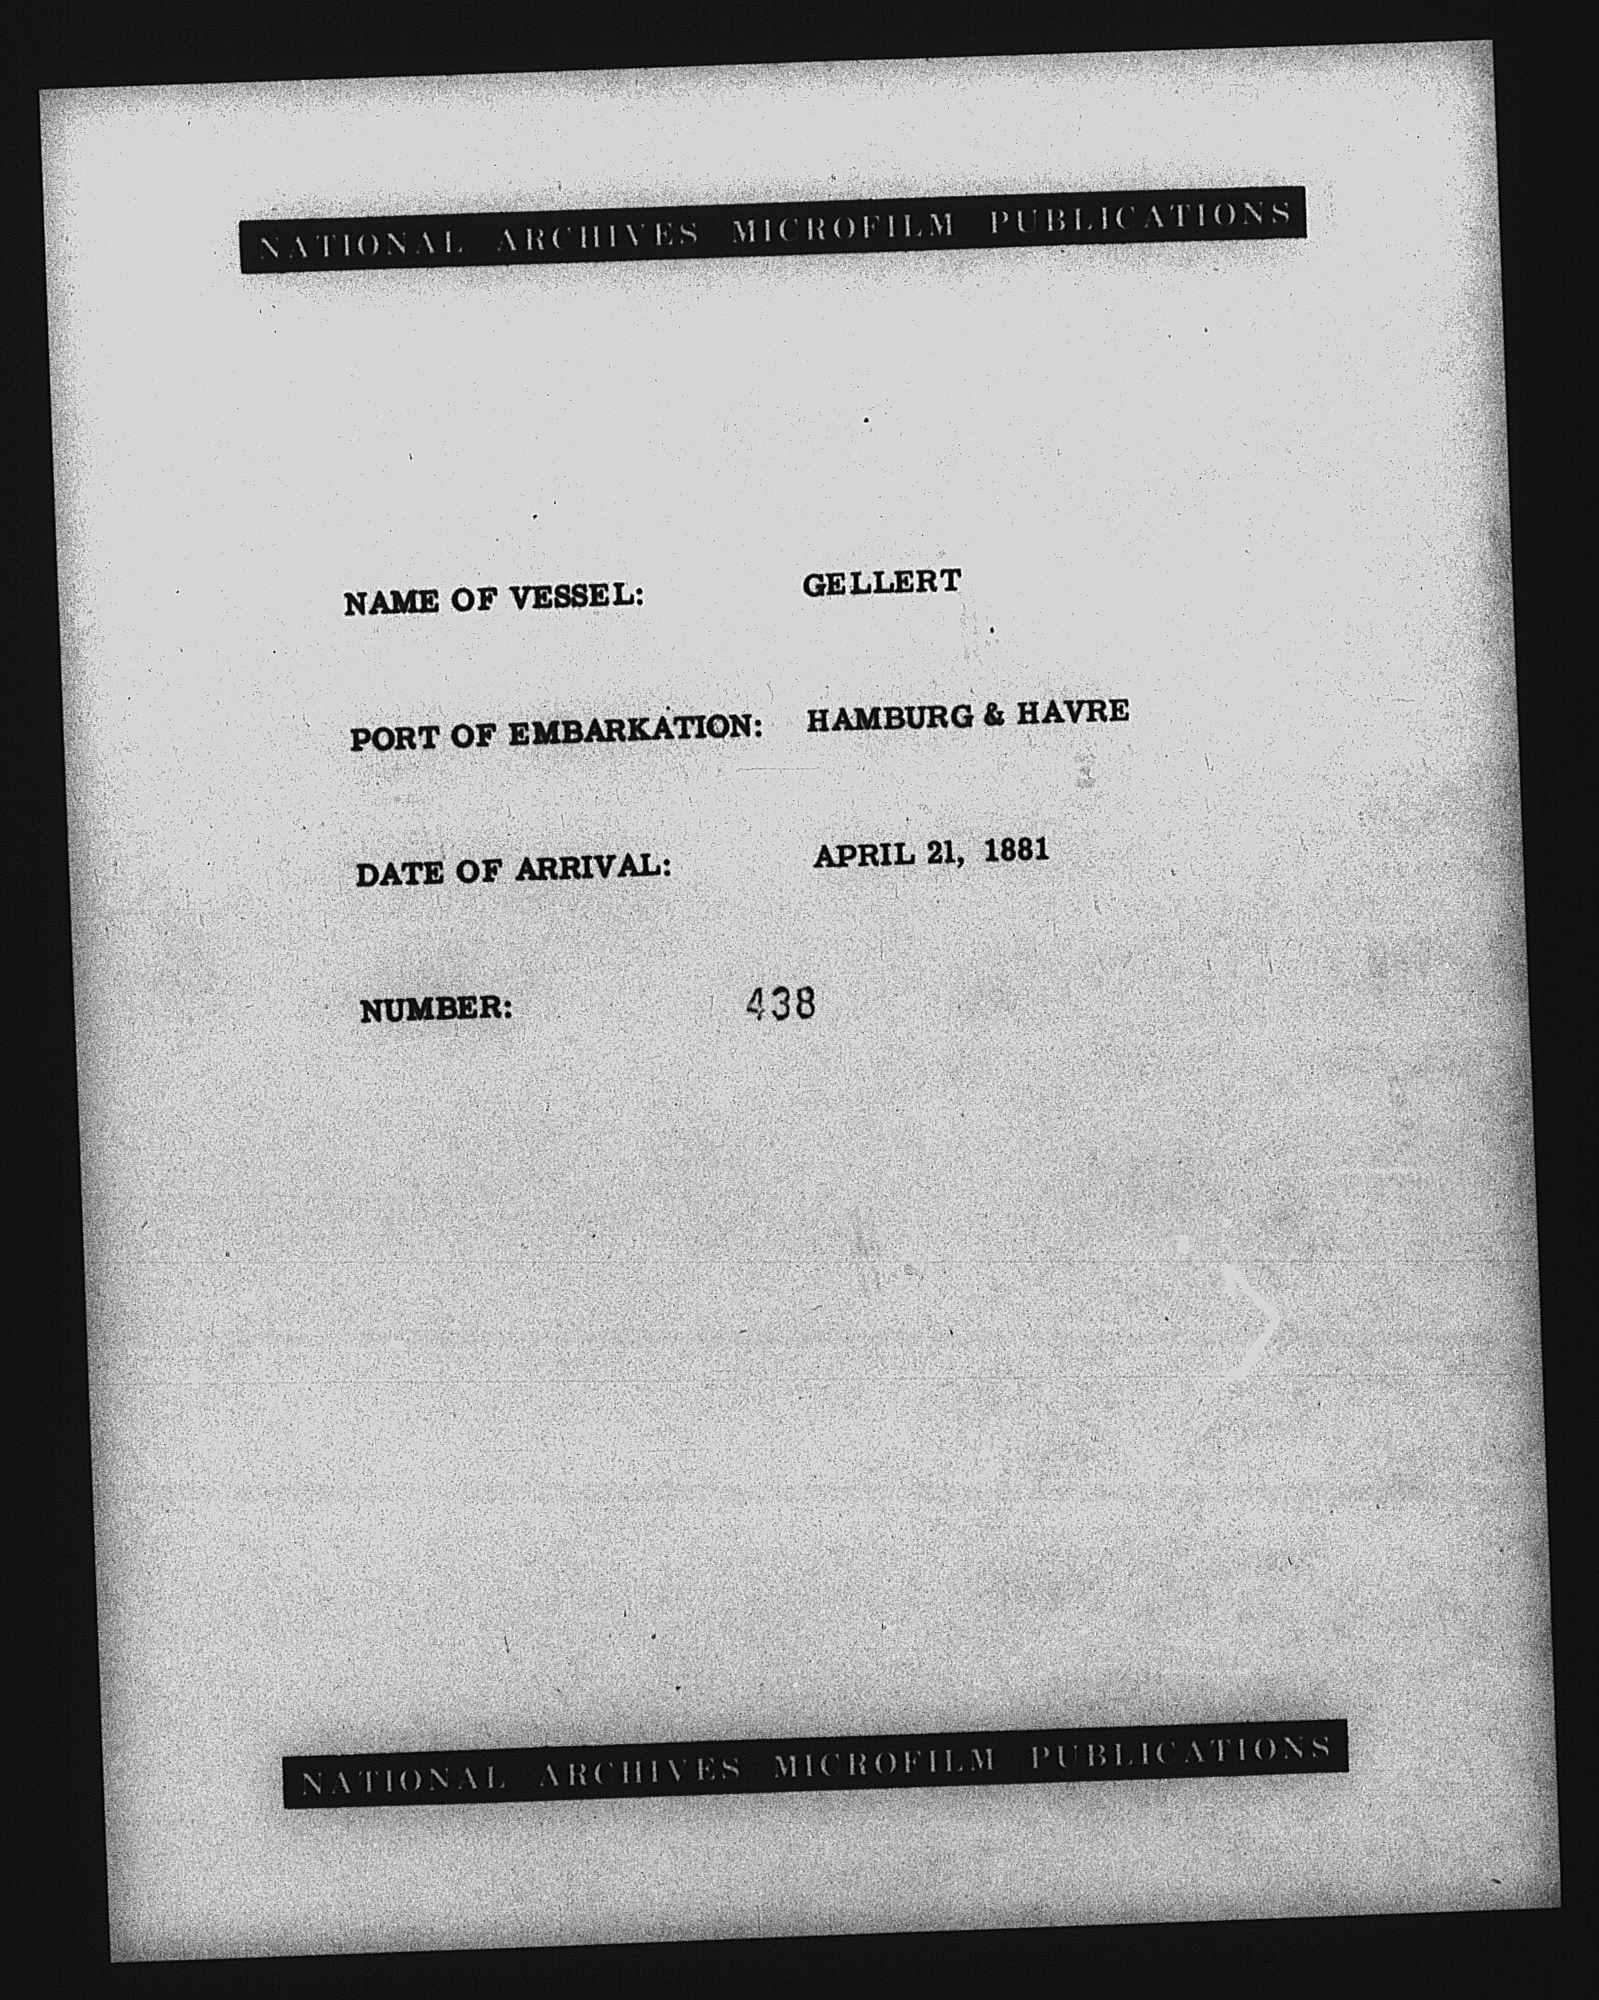 NATIONAL ARCHIVES MICROFILM PUBLICATIONS
NAME OF VESSEL: GELLERT
PORT OF EMBARKATION: HAMBURG & HAVRE
DATE OF ARRIVAL: APRIL 21, 1881
NUMBER: 438
NATIONAL ARCHIVES MICROFILM PUBLICATIONS